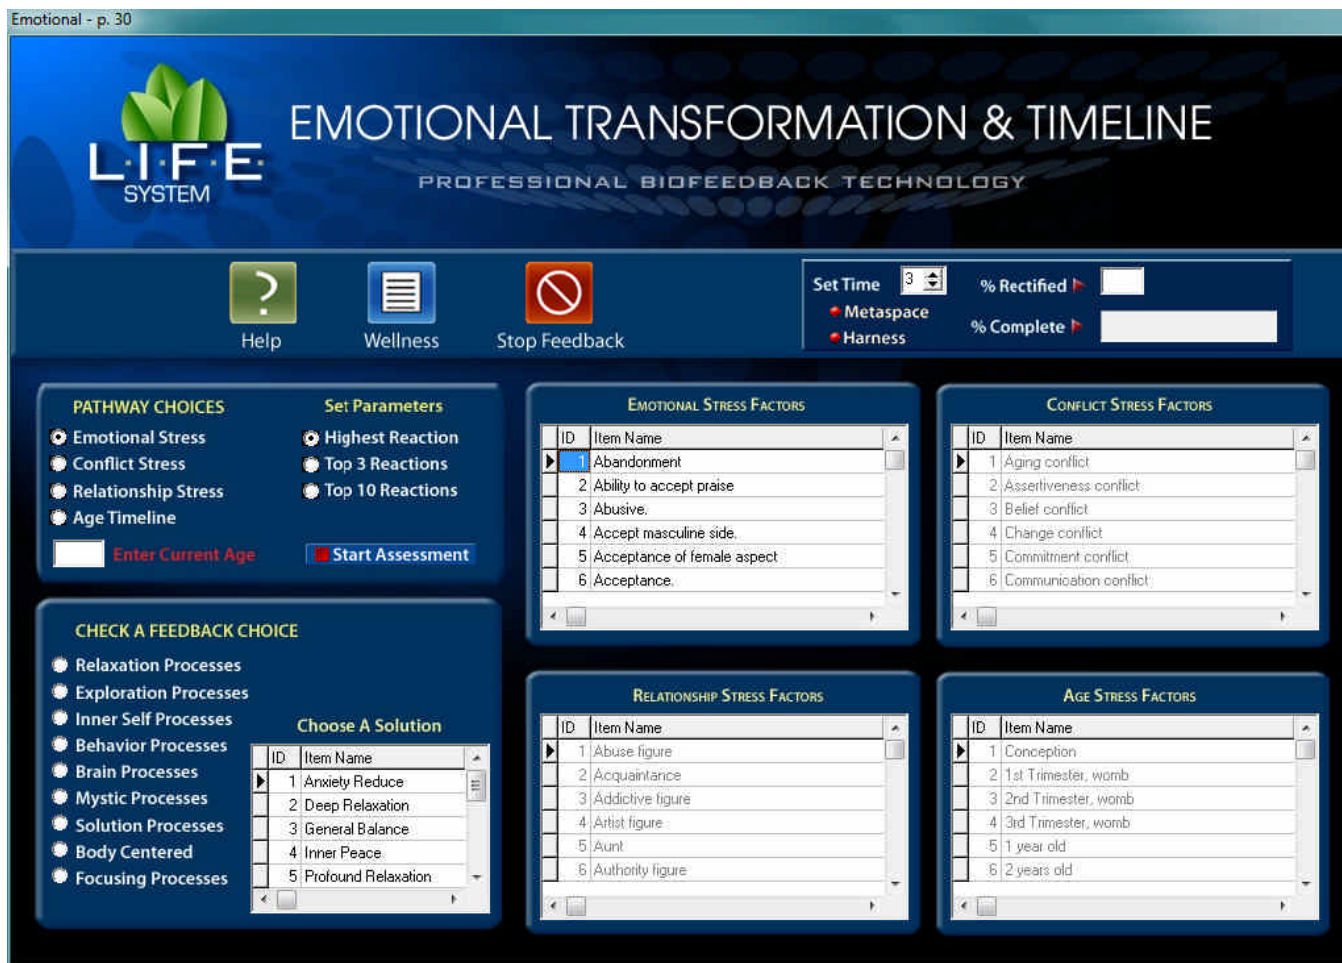 Emotional - p. 30
L·I·F·E·
SYSTEM
EMOTIONAL TRANSFORMATION & TIMELINE
PROFESSIONAL BIOFEEDBACK TECHNOLOGY
?
Help
Wellness
Stop Feedback
Set Time 3
Metaspace
Harness
% Rectified
% Complete
PATHWAY CHOICES
Emotional Stress
Conflict Stress
Relationship Stress
Age Timeline
Enter Current Age
Set Parameters
Highest Reaction
Top 3 Reactions
Top 10 Reactions
Start Assessment
EMOTIONAL STRESS FACTORS
ID Item Name
1 Abandonment
2 Ability to accept praise
3 Abusive.
4 Accept masculine side.
5 Acceptance of female aspect
6 Acceptance.
CONFLICT STRESS FACTORS
ID Item Name
1 Aging conflict
2 Assertiveness conflict
3 Belief conflict
4 Change conflict
5 Commitment conflict
6 Communication conflict
CHECK A FEEDBACK CHOICE
Relaxation Processes
Exploration Processes
Inner Self Processes
Behavior Processes
Brain Processes
Mystic Processes
Solution Processes
Body Centered
Focusing Processes
Choose A Solution
ID Item Name
1 Anxiety Reduce
2 Deep Relaxation
3 General Balance
4 Inner Peace
5 Profound Relaxation
RELATIONSHIP STRESS FACTORS
ID Item Name
1 Abuse figure
2 Acquaintance
3 Addictive figure
4 Artist figure
5 Aunt
6 Authority figure
AGE STRESS FACTORS
ID Item Name
1 Conception
2 1st Trimester, womb
3 2nd Trimester, womb
4 3rd Trimester, womb
5 1 year old
6 2 years old